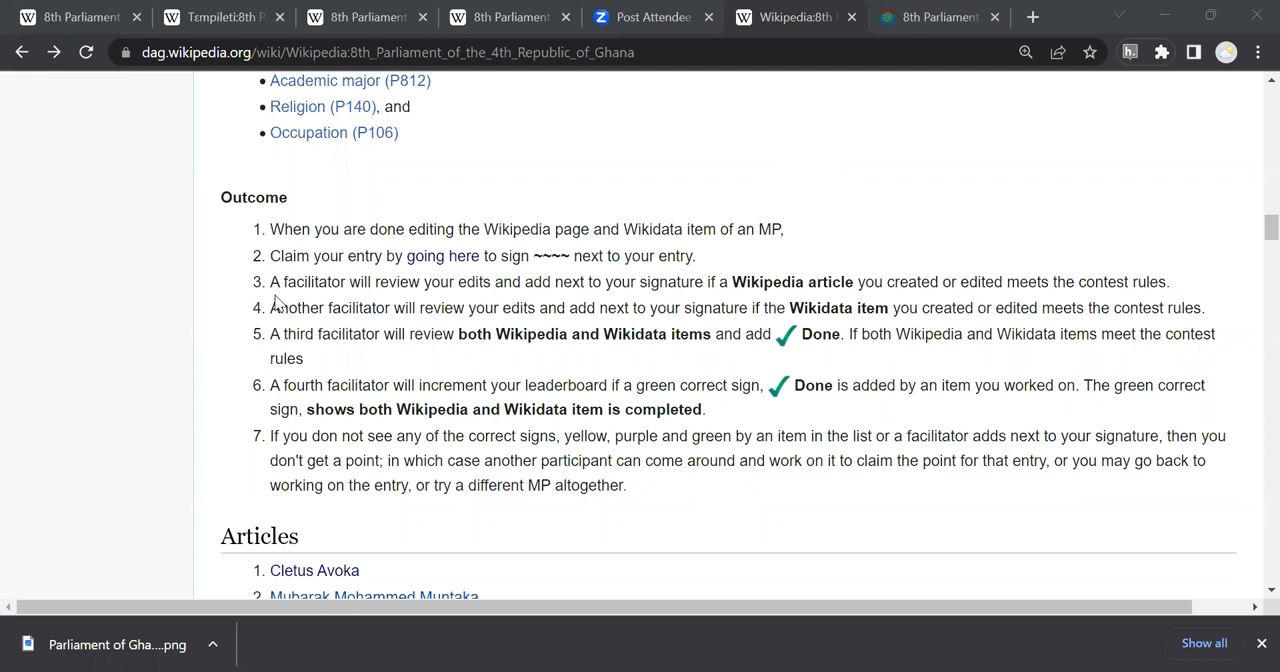 8th Parliament
Tɛmpileti:8th P
8th Parliament
8th Parliament
Post Attendee
Wikipedia:8th
8th Parliament
dag.wikipedia.org/wiki/Wikipedia:8th_Parliament_of_the_4th_Republic_of_Ghana
• Academic major (P812)
• Religion (P140), and
• Occupation (P106)
Outcome
1. When you are done editing the Wikipedia page and Wikidata item of an MP,
2. Claim your entry by going here to sign ~~~~ next to your entry.
3. A facilitator will review your edits and add next to your signature if a Wikipedia article you created or edited meets the contest rules.
4. Another facilitator will review your edits and add next to your signature if the Wikidata item you created or edited meets the contest rules.
5. A third facilitator will review both Wikipedia and Wikidata items and add Done. If both Wikipedia and Wikidata items meet the contest
rules
6. A fourth facilitator will increment your leaderboard if a green correct sign, Done is added by an item you worked on. The green correct
sign, shows both Wikipedia and Wikidata item is completed.
7. If you don not see any of the correct signs, yellow, purple and green by an item in the list or a facilitator adds next to your signature, then you
don't get a point; in which case another participant can come around and work on it to claim the point for that entry, or you may go back to
working on the entry, or try a different MP altogether.
Articles
1. Cletus Avoka
2. Mubarak Mohammed Muntaka
Parliament of Gha....png
Show all